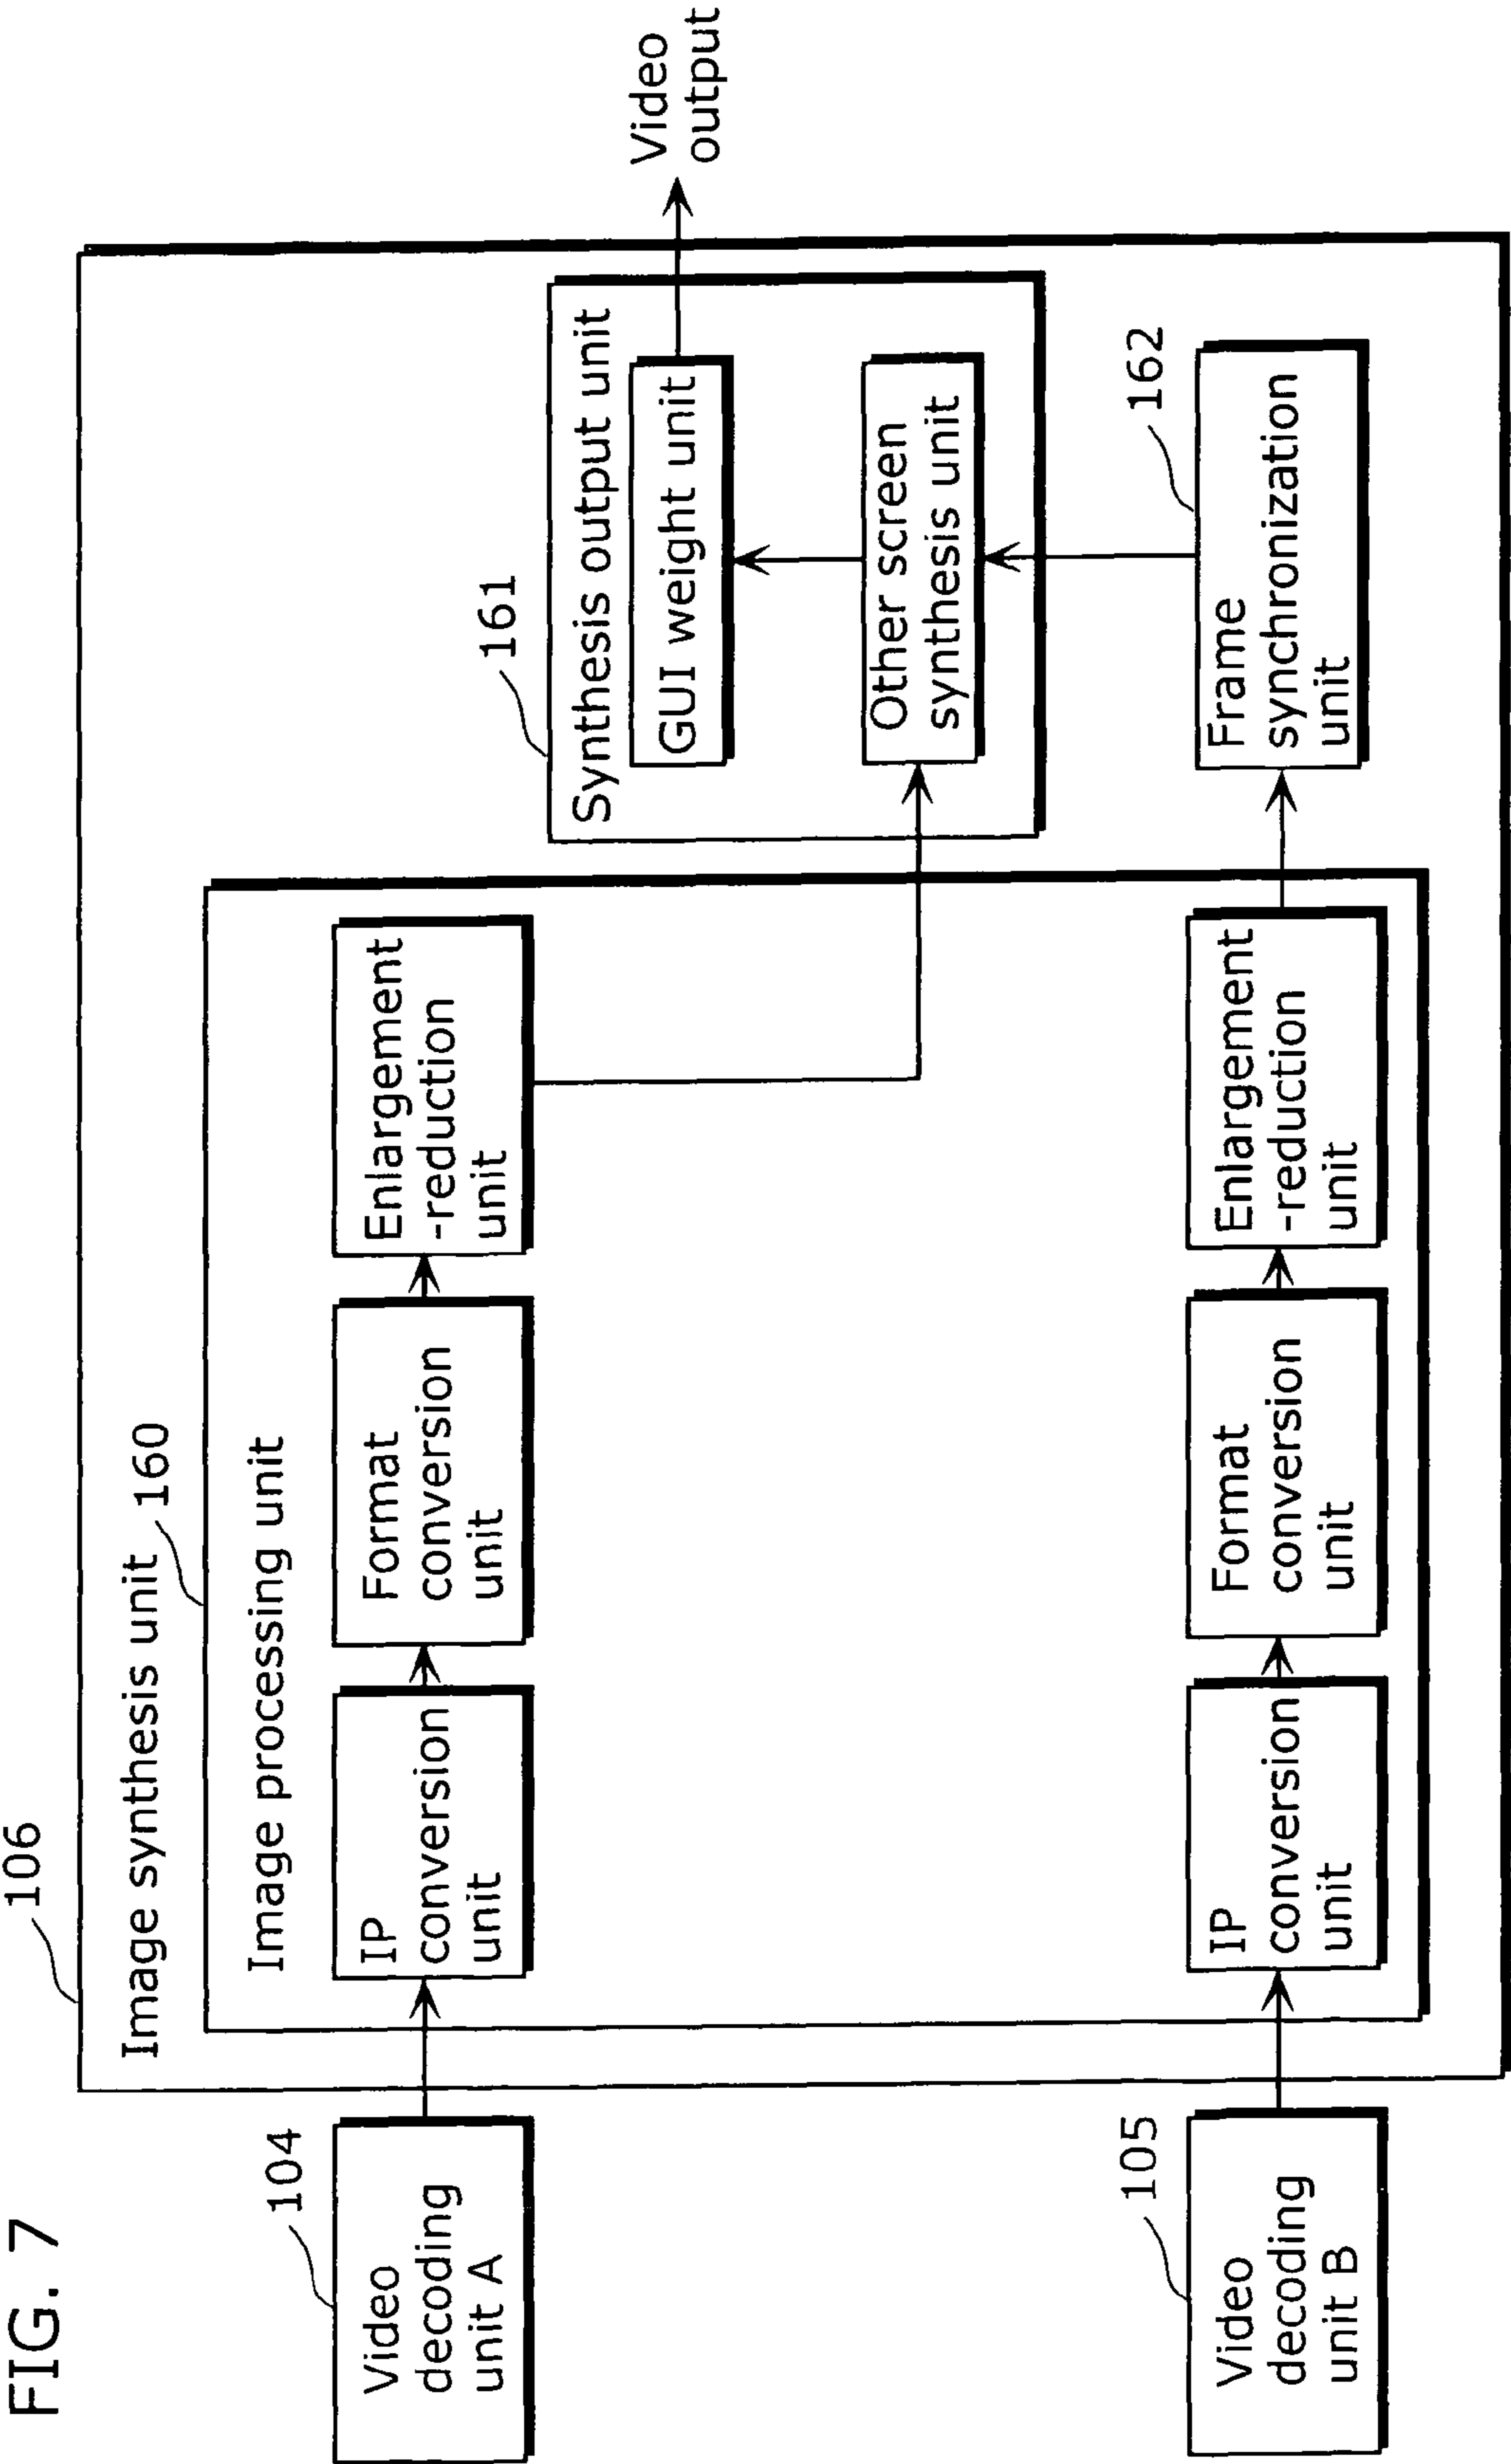 FIG. 7
106
Image synthesis unit
160
Image processing unit
161
Synthesis output unit
GUI weight unit
Other screen
synthesis unit
Video
output
104
Video
decoding
unit A
IP
conversion
unit
Format
conversion
unit
Enlargement
-reduction
unit
105
Video
decoding
unit B
IP
conversion
unit
Format
conversion
unit
Enlargement
-reduction
unit
162
Frame
synchronization
unit